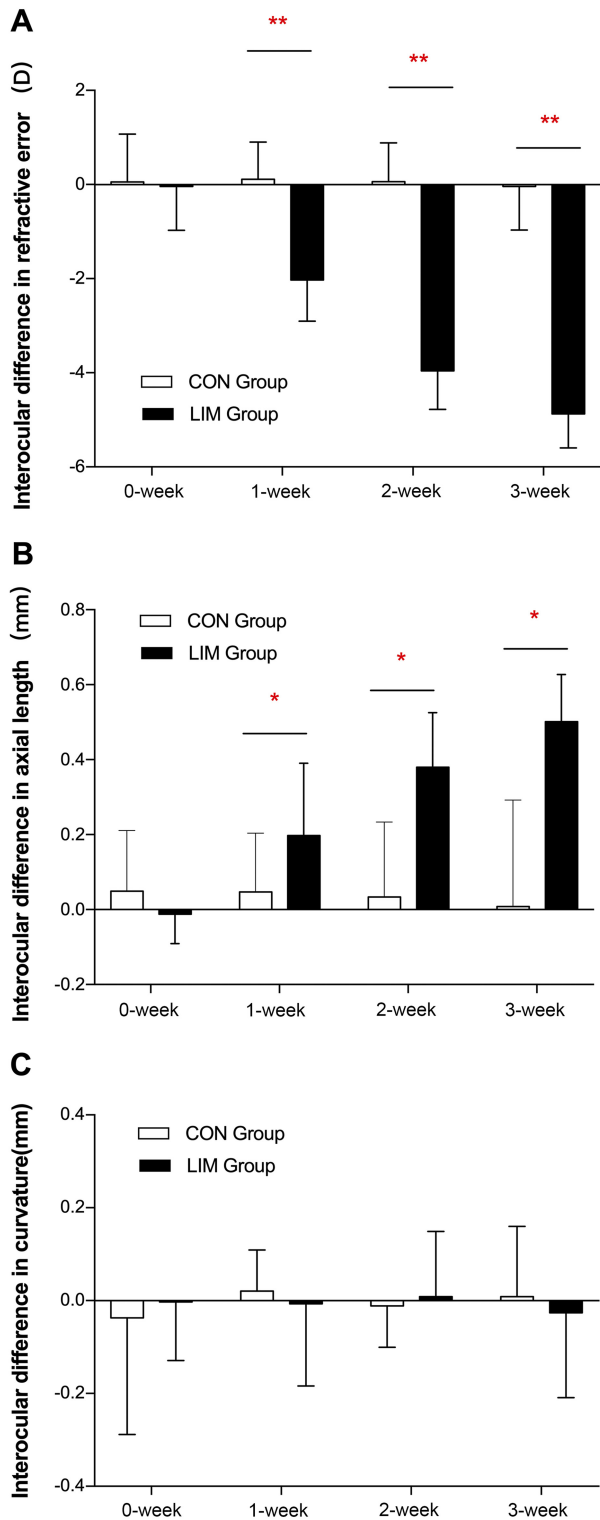 A
Interocular difference in refractive error (D)
** ** **
2
0
-2
-4
-6
CON Group
LIM Group
0-week 1-week 2-week 3-week
B
Interocular difference in axial length (mm)
* * *
0.8
0.6
0.4
0.2
0.0
-0.2
CON Group
LIM Group
0-week 1-week 2-week 3-week
C
Interocular difference in curvature(mm)
0.4
0.2
0.0
-0.2
-0.4
CON Group
LIM Group
0-week 1-week 2-week 3-week